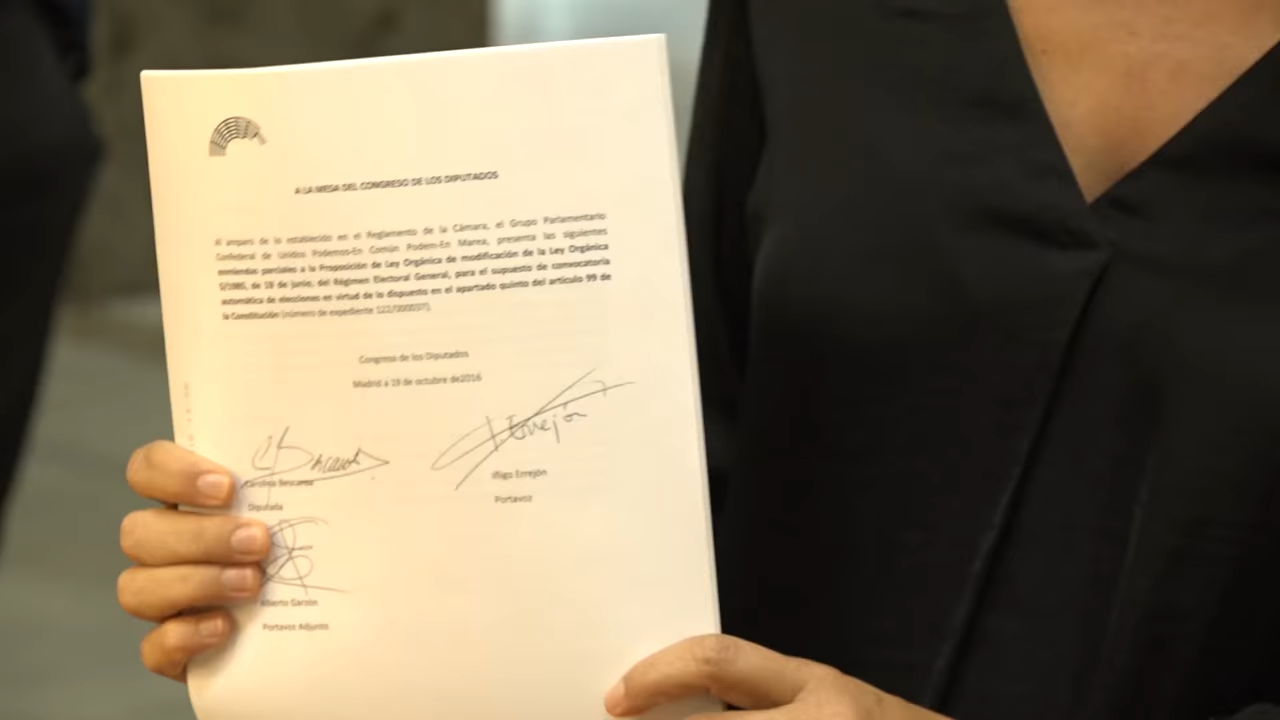 A LA MESA DEL CONGRESO DE LOS DIPUTADOS
Al amparo de lo establecido en el Reglamento de la Cámara, el Grupo Parlamentario
Confederal de Unidos Podemos-En Común Podem-En Marea, presenta las siguientes
enmiendas parciales a la Proposición de Ley Orgánica de modificación de la Ley Orgánica
5/1985, de 19 de junio, del Régimen Electoral General, para el supuesto de convocatoria
automática de elecciones en virtud de lo dispuesto en el apartado quinto del artículo 99 de
la Constitución (número de expediente 122/000037).
Congreso de los Diputados
Madrid a 19 de octubre de2016
Errejón
Carolina Bescansa
Iñigo Errejón
Diputada
Portavoz
Alberto Garzón
Portavoz Adjunto